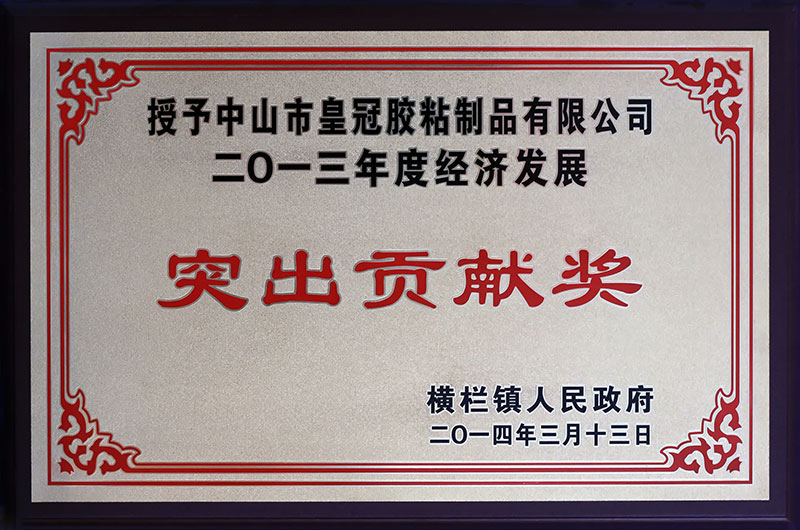 授予中山市皇冠胶粘制品有限公司
二〇一三年度经济发展
突出贡献奖
横栏镇人民政府
二〇一四年三月十三日